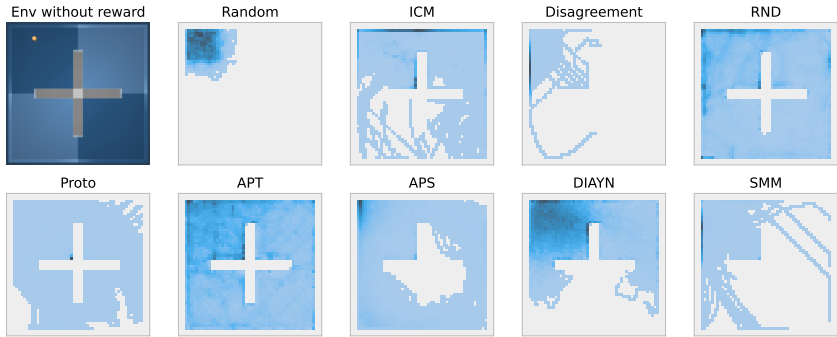 Env without reward
Random
ICM
Disagreement
RND
Proto
APT
APS
DIAYN
SMM